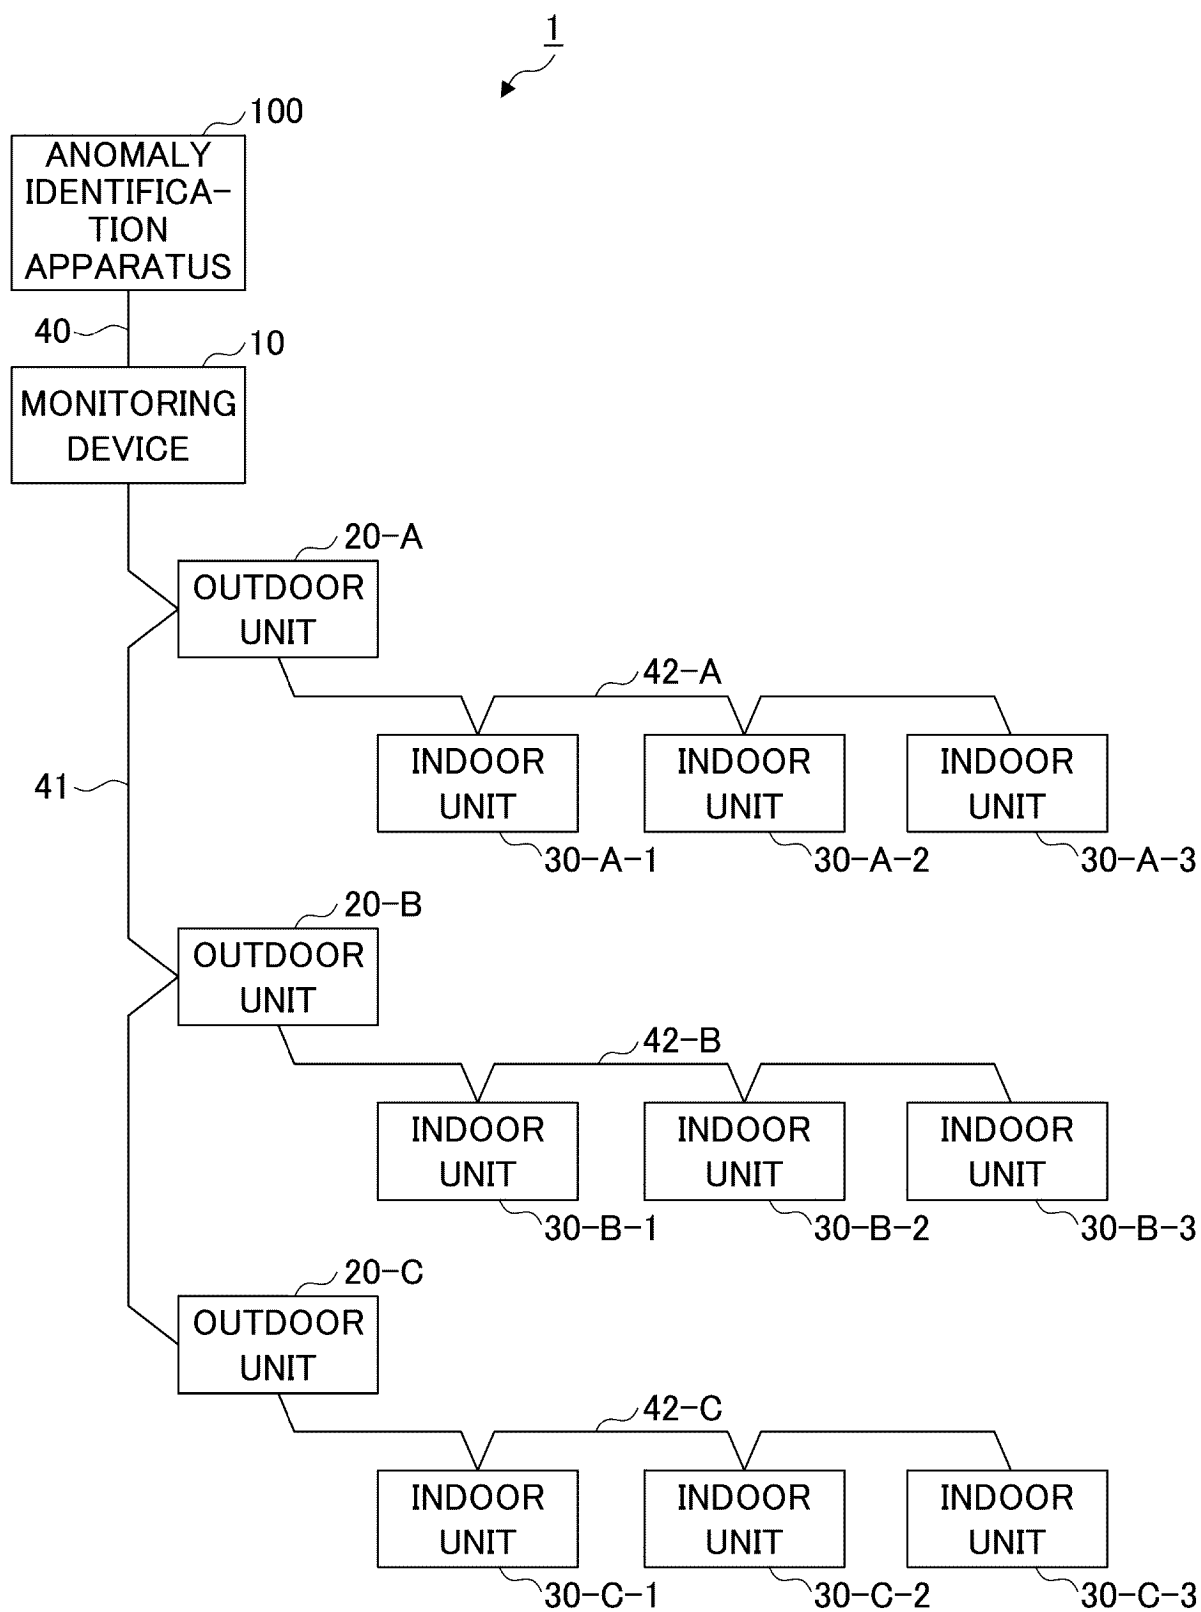 1
100
ANOMALY
IDENTIFICA-
TION
APPARATUS
40
10
MONITORING
DEVICE
20-A
OUTDOOR
UNIT
42-A
INDOOR
UNIT
30-A-1
INDOOR
UNIT
30-A-2
INDOOR
UNIT
30-A-3
41
20-B
OUTDOOR
UNIT
42-B
INDOOR
UNIT
30-B-1
INDOOR
UNIT
30-B-2
INDOOR
UNIT
30-B-3
20-C
OUTDOOR
UNIT
42-C
INDOOR
UNIT
30-C-1
INDOOR
UNIT
30-C-2
INDOOR
UNIT
30-C-3